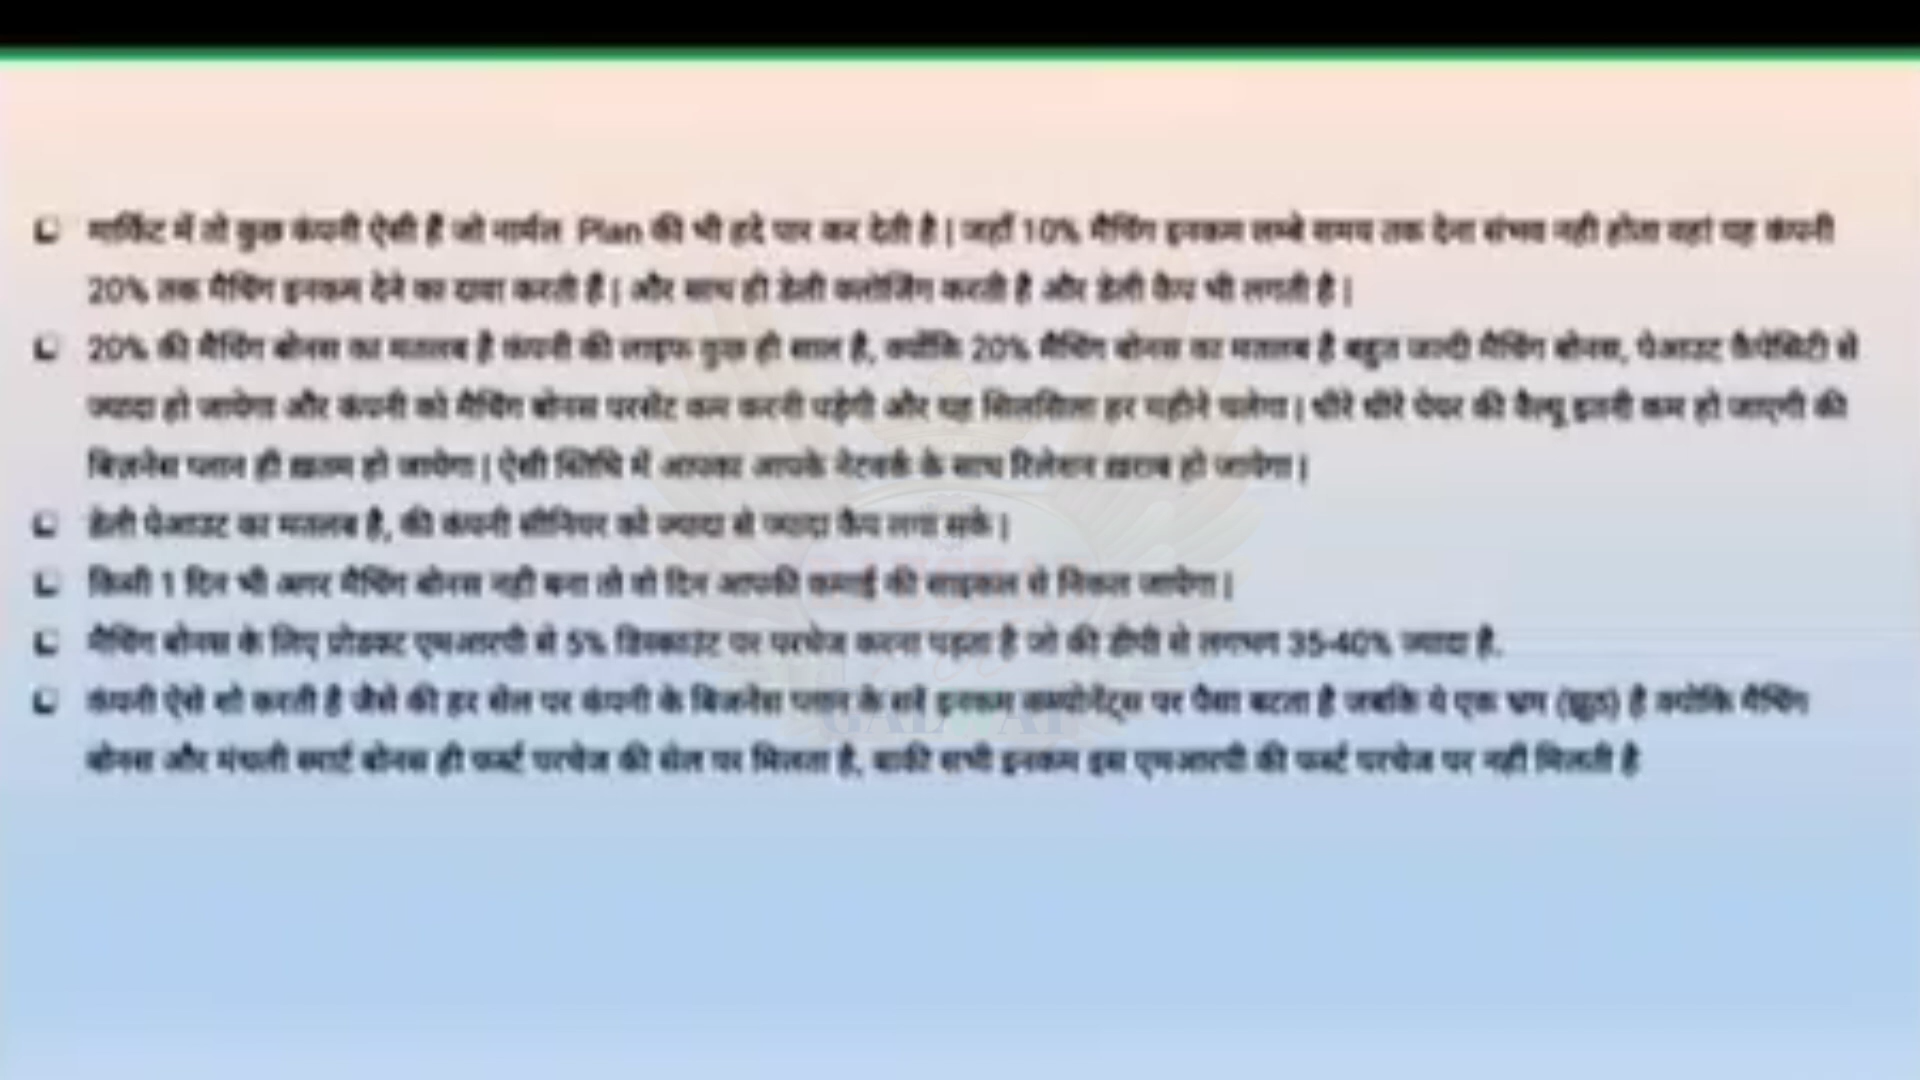 मार्किट में तो कुछ कंपनी ऐसी हैं जो नार्मल Plan की भी हदे पार कर देती है | जहाँ 10% मैचिंग इनकम लम्बे समय तक देना संभव नही होता वहां यह कंपनी
20% तक मैचिंग इनकम देने का दावा करती हैं | और साथ ही डेली क्लोजिंग करती है और डेली कैप भी लगती है |
20% की मैचिंग बोनस का मतलब है कंपनी की लाइफ कुछ ही साल है, क्योंकि 20% मैचिंग बोनस का मतलब है बहुत जल्दी मैचिंग बोनस, पेआउट कैपेसिटी से
ज्यादा हो जायेगा और कंपनी को मैचिंग बोनस परसेंट कम करनी पड़ेगी और यह सिलसिला हर महीने चलेगा | धीरे धीरे पेयर की वैल्यू इतनी कम हो जाएगी की
बिज़नेस प्लान ही ख़तम हो जायेगा | ऐसी स्तिथि में आपका आपके नेटवर्क के साथ रिलेशन ख़राब हो जायेगा |
डेली पेआउट का मतलब है, की कंपनी सीनियर को ज्यादा से ज्यादा कैप लगा सके |
किसी 1 दिन भी अगर मैचिंग बोनस नही बना तो वो दिन आपकी कमाई की साइकल से निकल जायेगा |
मैचिंग बोनस के लिए प्रोडक्ट एमआरपी से 5% डिस्काउंट पर परचेज करना पड़ता है जो की डीपी से लगभग 35-40% ज्यादा है.
कंपनी ऐसे शो करती है जैसे की हर सेल पर कंपनी के बिजनेस प्लान के सारे इनकम कम्पोनेंट्स पर पैसा बटता है जबकि ये एक भ्रम (झूठ) है क्योकि मैचिंग
बोनस और मंथली स्मार्ट बोनस ही फर्स्ट परचेज की सेल पर मिलता है, बाकी सभी इनकम इस एमआरपी की फर्स्ट परचेज पर नहीं मिलती है